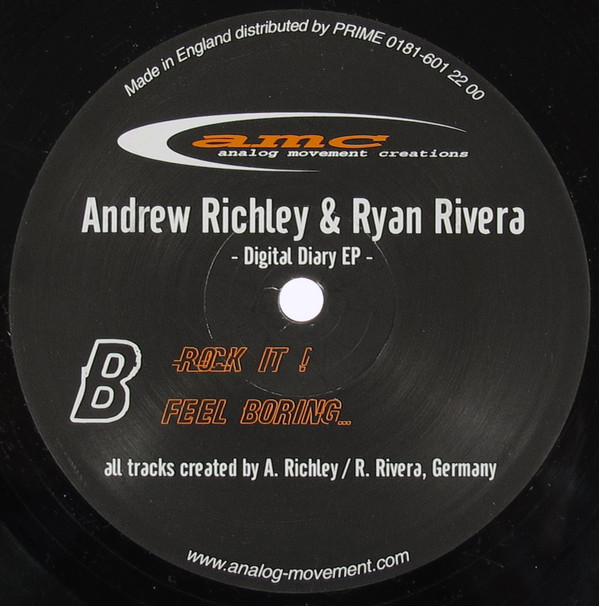 Made in England distributed by PRIME 0181-601 22 00
amc
analog movement creations
Andrew Richley & Ryan Rivera
- Digital Diary EP -
B
ROCK IT !
FEEL BORING...
all tracks created by A. Richley / R. Rivera, Germany
www.analog-movement.com